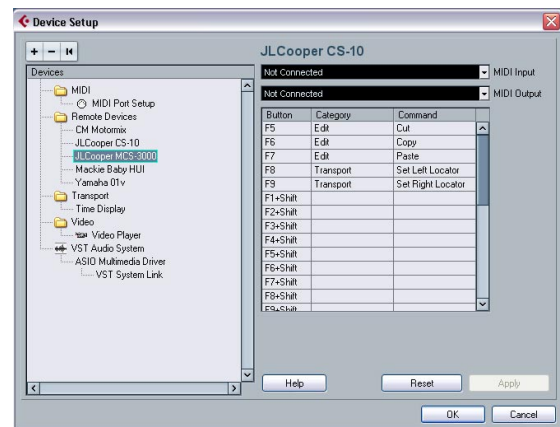 Device Setup
JLCooper CS-10
Devices
MIDI
MIDI Port Setup
Remote Devices
CM Motormix
JLCooper CS-10
JLCooper MCS-3000
Mackie Baby HUI
Yamaha 01v
Transport
Time Display
Video
Video Player
VST Audio System
ASIO Multimedia Driver
VST System Link
Not Connected MIDI Input
Not Connected MIDI Output
Button Category Command
F5 Edit Cut
F6 Edit Copy
F7 Edit Paste
F8 Transport Set Left Locator
F9 Transport Set Right Locator
F1+Shift
F2+Shift
F3+Shift
F4+Shift
F5+Shift
F6+Shift
F7+Shift
F8+Shift
F9+Shift
Help Reset Apply
OK Cancel